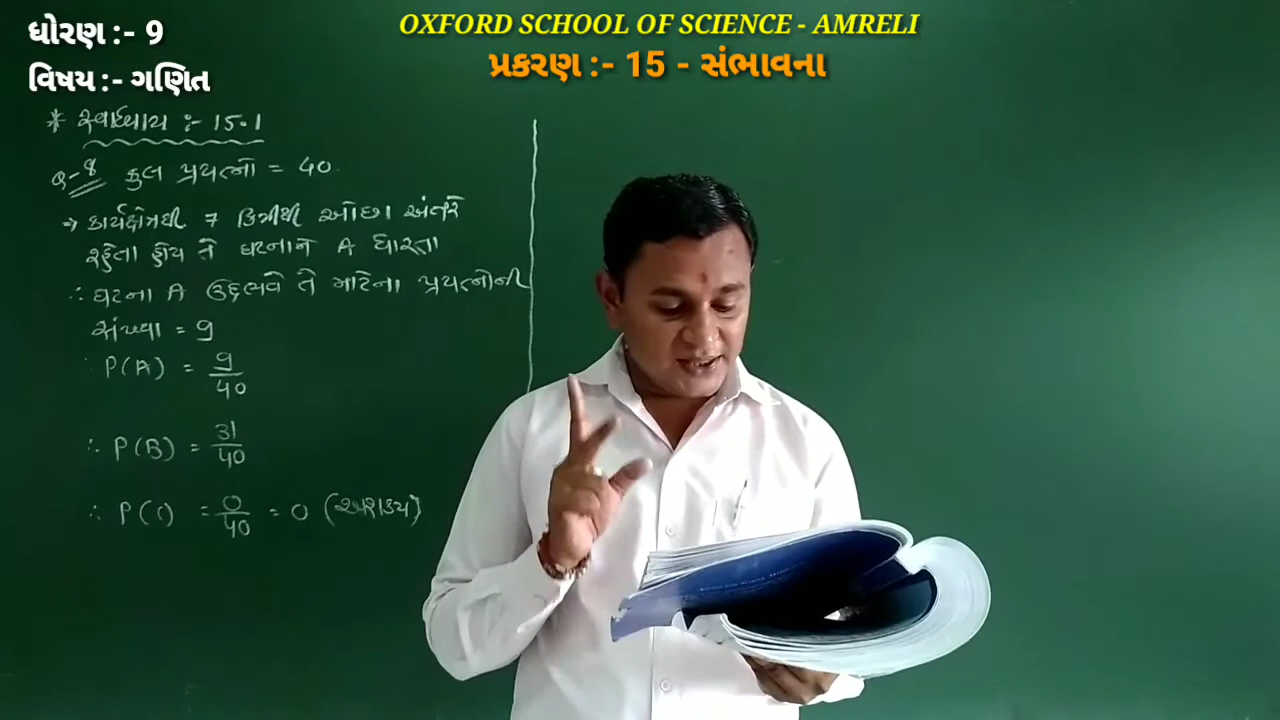 ધોરણ :- 9
વિષય :- ગણિત
OXFORD SCHOOL OF SCIENCE - AMRELI
પ્રકરણ :- 15 - સંભાવના
* સ્વાધ્યાય :- 15.1
Q-8 કુલ પ્રયત્નો = 40.
→ કાર્યક્ષેત્રથી 7 કિમીથી ઓછા અંતરે
રહેતા હોય તે ઘટનાને A ધારતા
∴ ઘટના A ઉદ્દભવે તે માટેના પ્રયત્નોની
સંખ્યા = 9
∴ P(A) = 9/40
∴ P(B) = 31/40
∴ P(C) = 0/40 = 0 (અશક્ય)